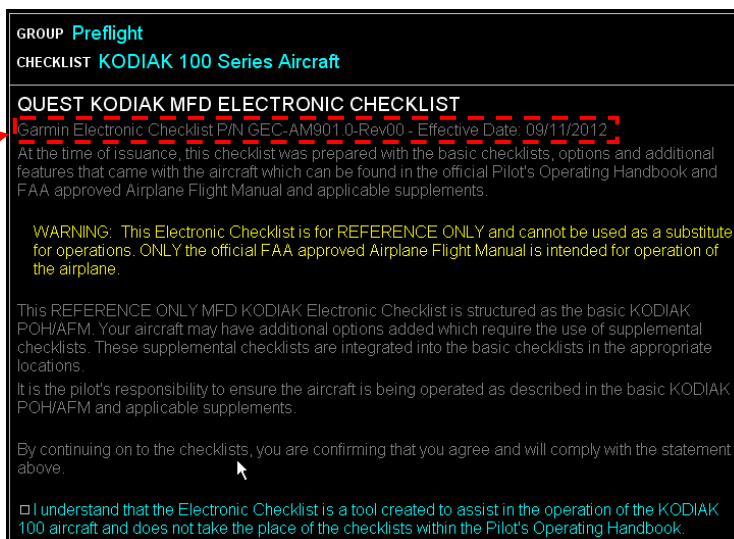 GROUP Preflight
CHECKLIST KODIAK 100 Series Aircraft
QUEST KODIAK MFD ELECTRONIC CHECKLIST
Garmin Electronic Checklist P/N GEC-AM901.0-Rev00 - Effective Date: 09/11/2012
At the time of issuance, this checklist was prepared with the basic checklists, options and additional
features that came with the aircraft which can be found in the official Pilot's Operating Handbook and
FAA approved Airplane Flight Manual and applicable supplements.
WARNING: This Electronic Checklist is for REFERENCE ONLY and cannot be used as a substitute
for operations. ONLY the official FAA approved Airplane Flight Manual is intended for operation of
the airplane.
This REFERENCE ONLY MFD KODIAK Electronic Checklist is structured as the basic KODIAK
POH/AFM. Your aircraft may have additional options added which require the use of supplemental
checklists. These supplemental checklists are integrated into the basic checklists in the appropriate
locations.
It is the pilot's responsibility to ensure the aircraft is being operated as described in the basic KODIAK
POH/AFM and applicable supplements.
By continuing on to the checklists, you are confirming that you agree and will comply with the statement
above.
I understand that the Electronic Checklist is a tool created to assist in the operation of the KODIAK
100 aircraft and does not take the place of the checklists within the Pilot's Operating Handbook.